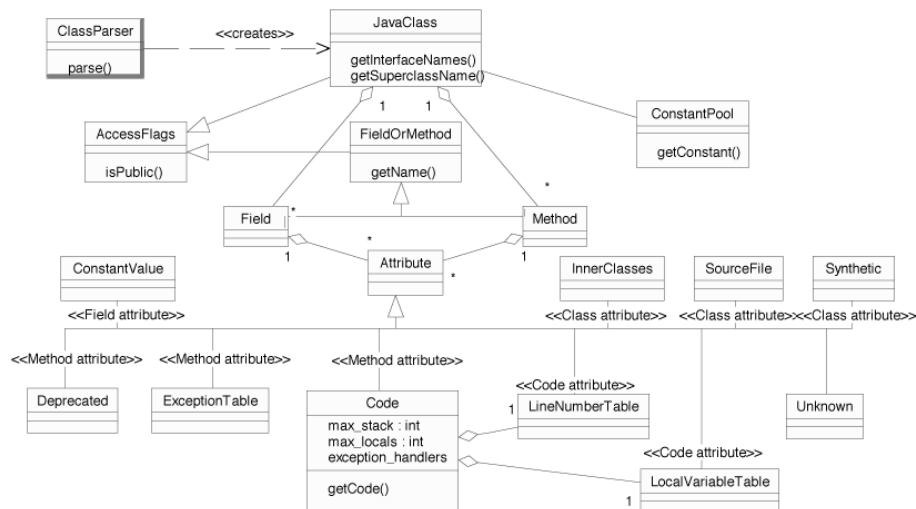 ClassParser
parse()
<<creates>>
JavaClass
getInterfaceNames()
getSuperclassName()
1
1
ConstantPool
getConstant()
AccessFlags
isPublic()
FieldOrMethod
getName()
*
*
Field
Method
1
*
*
1
Attribute
ConstantValue
InnerClasses
SourceFile
Synthetic
<<Field attribute>>
<<Class attribute>>
<<Class attribute>>
<<Class attribute>>
<<Method attribute>>
<<Method attribute>>
<<Method attribute>>
<<Code attribute>>
Deprecated
ExceptionTable
Code
max_stack : int
max_locals : int
exception_handlers
getCode()
1
LineNumberTable
Unknown
<<Code attribute>>
LocalVariableTable
1